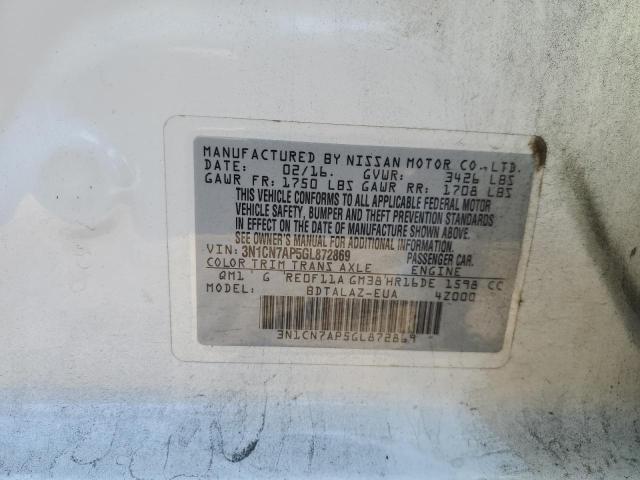 MANUFACTURED BY NISSAN MOTOR CO.,LTD.
DATE: 02/16. GVWR: 3426 LBS
GAWR FR: 1750 LBS GAWR RR: 1708 LBS
THIS VEHICLE CONFORMS TO ALL APPLICABLE FEDERAL MOTOR
VEHICLE SAFETY, BUMPER AND THEFT PREVENTION STANDARDS
IN EFFECT ON THE DATE OF MANUFACTURE SHOWN ABOVE.
SEE OWNER'S MANUAL FOR ADDITIONAL INFORMATION.
VIN: 3N1CN7AP5GL872869 PASSENGER CAR.
COLOR TRIM TRANS AXLE ENGINE
QM1 G RE0F11A GM38 HR16DE 1598 CC
MODEL: BDTALAZ-EUA 4Z000
3N1CN7AP5GL872869